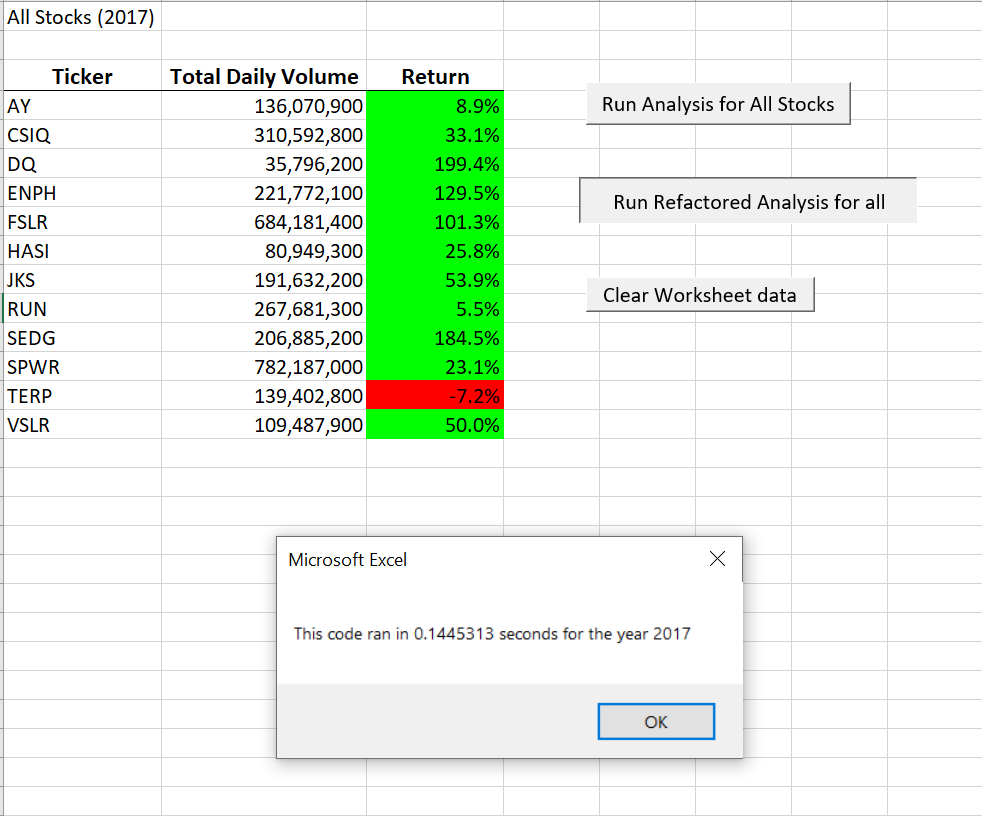 All Stocks (2017)
Ticker Total Daily Volume Return
AY 136,070,900 8.9%
CSIQ 310,592,800 33.1%
DQ 35,796,200 199.4%
ENPH 221,772,100 129.5%
FSLR 684,181,400 101.3%
HASI 80,949,300 25.8%
JKS 191,632,200 53.9%
RUN 267,681,300 5.5%
SEDG 206,885,200 184.5%
SPWR 782,187,000 23.1%
TERP 139,402,800 -7.2%
VSLR 109,487,900 50.0%
Run Analysis for All Stocks
Run Refactored Analysis for all
Clear Worksheet data
Microsoft Excel
This code ran in 0.1445313 seconds for the year 2017
OK